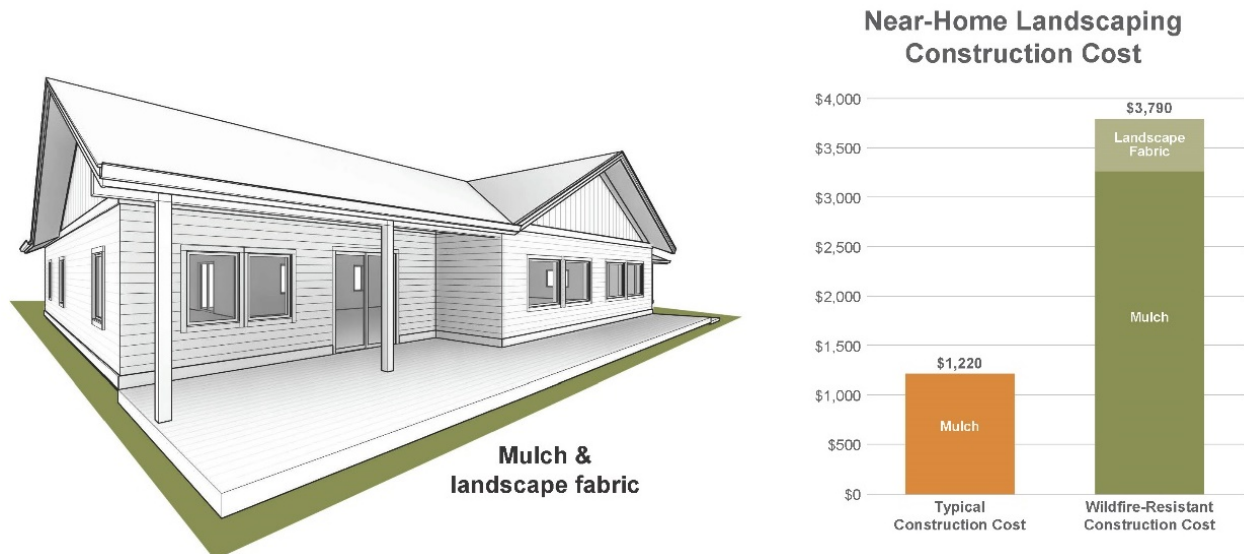 Mulch &
landscape fabric
Near-Home Landscaping
Construction Cost
$4,000
$3,500
$3,000
$2,500
$2,000
$1,500
$1,000
$500
$0
$1,220
Mulch
$3,790
Landscape
Fabric
Mulch
Typical
Construction Cost
Wildfire-Resistant
Construction Cost